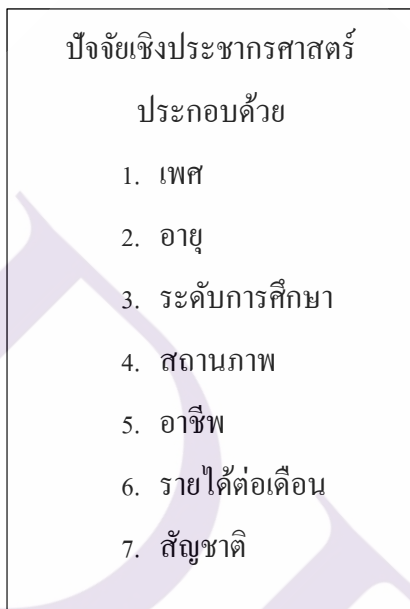 ปัจจัยเชิงประชากรศาสตร์
ประกอบด้วย
1. เพศ
2. อายุ
3. ระดับการศึกษา
4. สถานภาพ
5. อาชีพ
6. รายได้ต่อเดือน
7. สัญชาติ